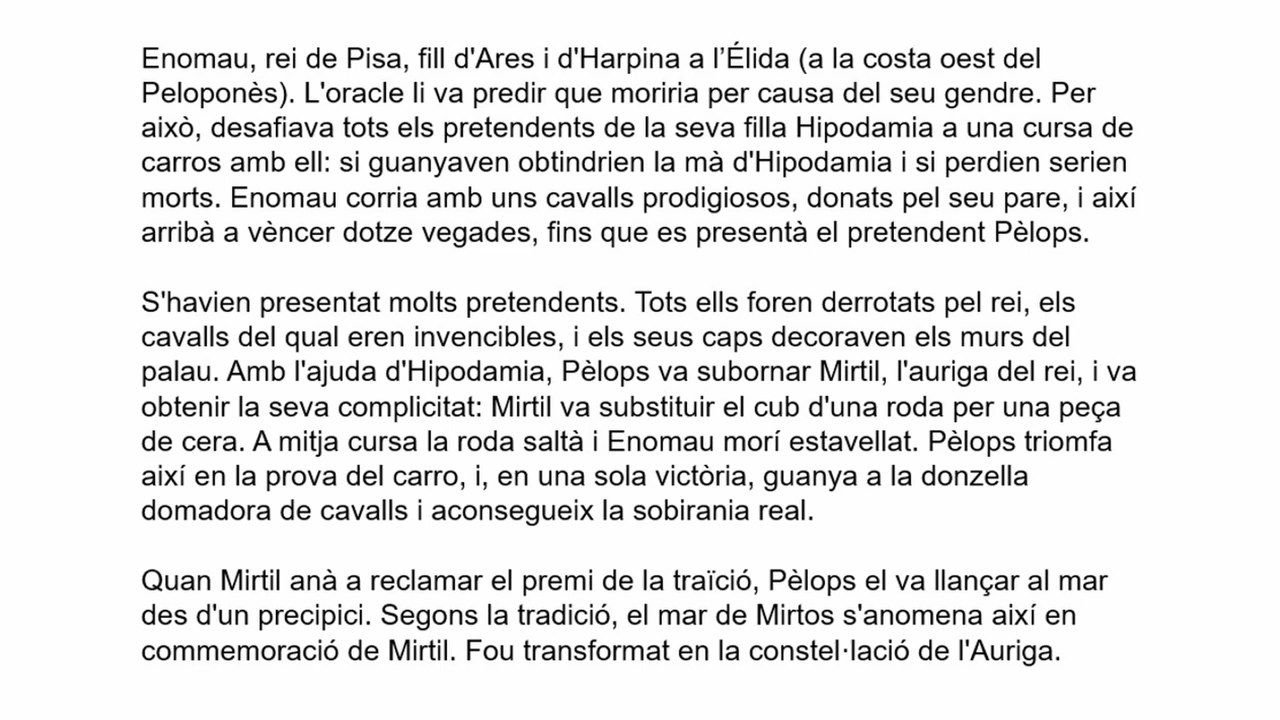 Enomau, rei de Pisa, fill d'Ares i d'Harpina a l’Élida (a la costa oest del
Peloponès). L'oracle li va predir que moriria per causa del seu gendre. Per
això, desafiava tots els pretendents de la seva filla Hipodamia a una cursa de
carros amb ell: si guanyaven obtindrien la mà d'Hipodamia i si perdien serien
morts. Enomau corria amb uns cavalls prodigiosos, donats pel seu pare, i així
arribà a vèncer dotze vegades, fins que es presentà el pretendent Pèlops.
S'havien presentat molts pretendents. Tots ells foren derrotats pel rei, els
cavalls del qual eren invencibles, i els seus caps decoraven els murs del
palau. Amb l'ajuda d'Hipodamia, Pèlops va subornar Mirtil, l'auriga del rei, i va
obtenir la seva complicitat: Mirtil va substituir el cub d'una roda per una peça
de cera. A mitja cursa la roda saltà i Enomau morí estavellat. Pèlops triomfa
així en la prova del carro, i, en una sola victòria, guanya a la donzella
domadora de cavalls i aconsegueix la sobirania real.
Quan Mirtil anà a reclamar el premi de la traïció, Pèlops el va llançar al mar
des d'un precipici. Segons la tradició, el mar de Mirtos s'anomena així en
commemoració de Mirtil. Fou transformat en la constel·lació de l'Auriga.